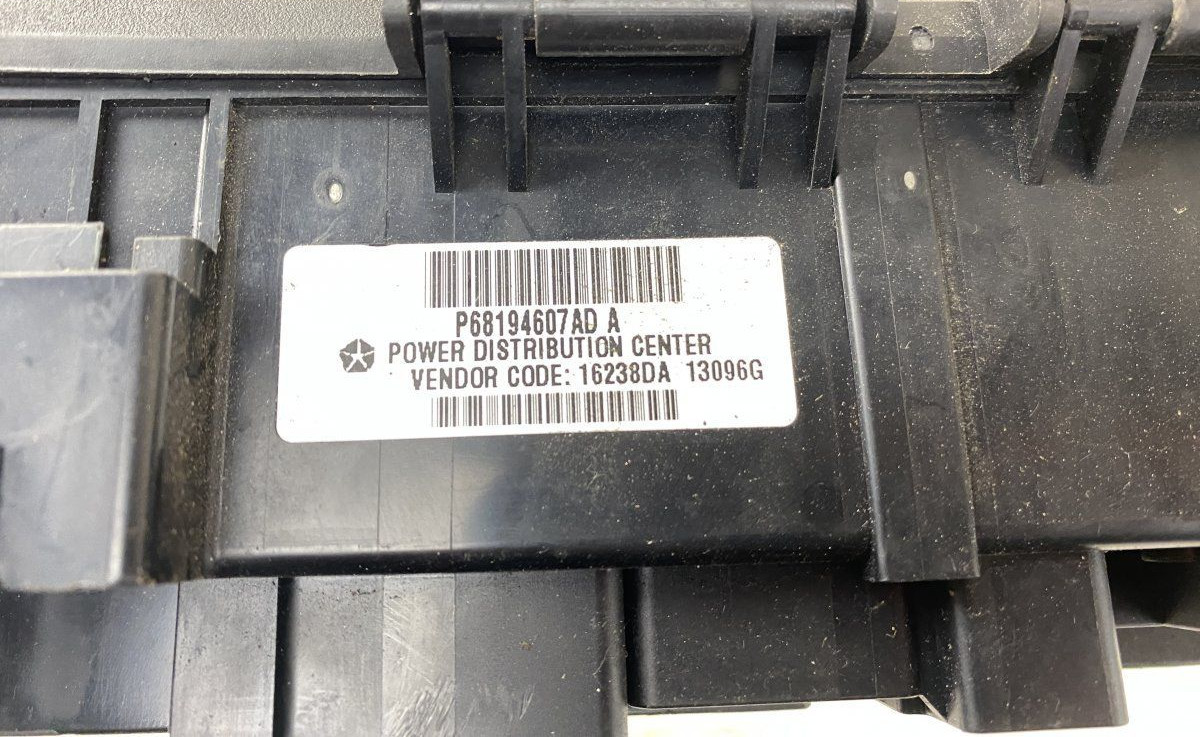 P68194607AD A
POWER DISTRIBUTION CENTER
VENDOR CODE: 16238DA 13096G